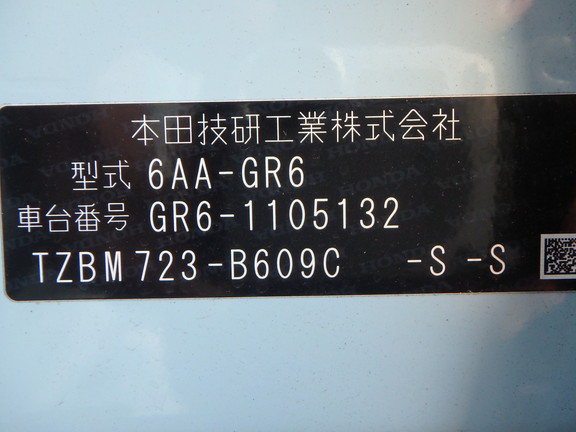 本田技研工業株式会社
型式 6AA-GR6
車台番号 GR6-1105132
TZBM723-B609C -S -S